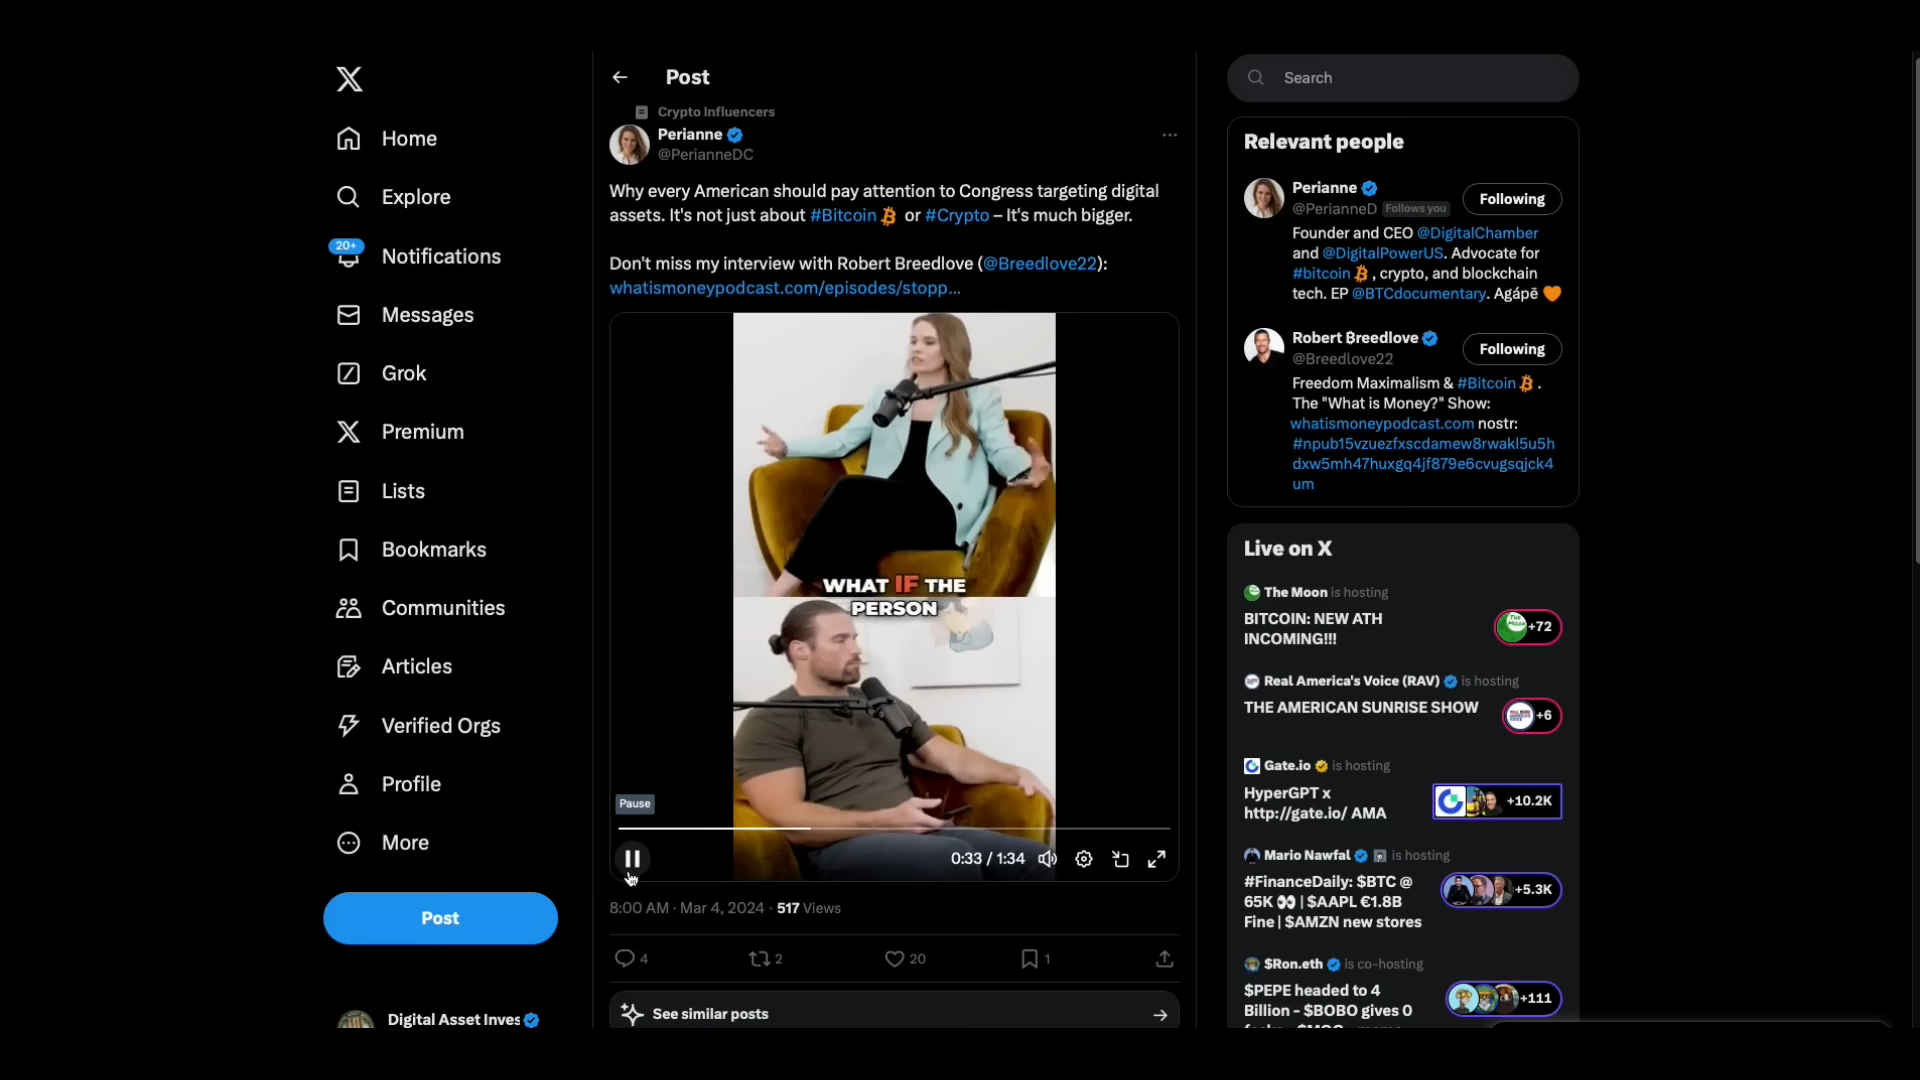 Home
Explore
20+
Notifications
Messages
Grok
Premium
Lists
Bookmarks
Communities
Articles
Verified Orgs
Profile
More
Post
Digital Asset Inves
Post
Crypto Influencers
Perianne
@PerianneDC
Why every American should pay attention to Congress targeting digital
assets. It's not just about #Bitcoin or #Crypto – It's much bigger.
Don't miss my interview with Robert Breedlove (@Breedlove22):
whatismoneypodcast.com/episodes/stopp...
WHAT IF THE
PERSON
Pause
0:33 / 1:34
8:00 AM · Mar 4, 2024 · 517 Views
4 2 20 1
See similar posts
Search
Relevant people
Perianne
@PerianneD Follows you
Following
Founder and CEO @DigitalChamber
and @DigitalPowerUS. Advocate for
#bitcoin , crypto, and blockchain
tech. EP @BTCdocumentary. Agápē
Robert ₿reedlove
@Breedlove22
Following
Freedom Maximalism & #Bitcoin .
The "What is Money?" Show:
whatismoneypodcast.com nostr:
#npub15vzuezfxscdamew8rwakl5u5h
dxw5mh47huxgq4jf879e6cvugsqjck4
um
Live on X
The Moon is hosting
BITCOIN: NEW ATH
INCOMING!!!
+72
Real America's Voice (RAV) is hosting
THE AMERICAN SUNRISE SHOW
+6
Gate.io is hosting
HyperGPT x
http://gate.io/ AMA
+10.2K
Mario Nawfal is hosting
#FinanceDaily: $BTC @
65K | $AAPL €1.8B
Fine | $AMZN new stores
+5.3K
$Ron.eth is co-hosting
$PEPE headed to 4
Billion - $BOBO gives 0
+111